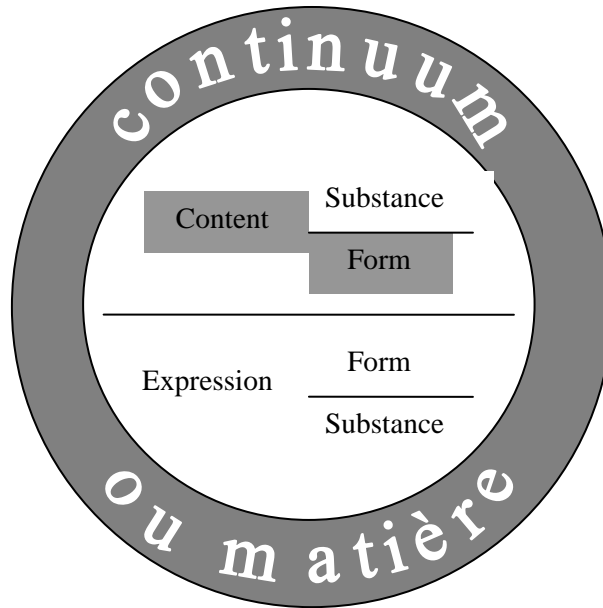 continuum
Substance
Content
Form
Form
Expression
Substance
ou matière